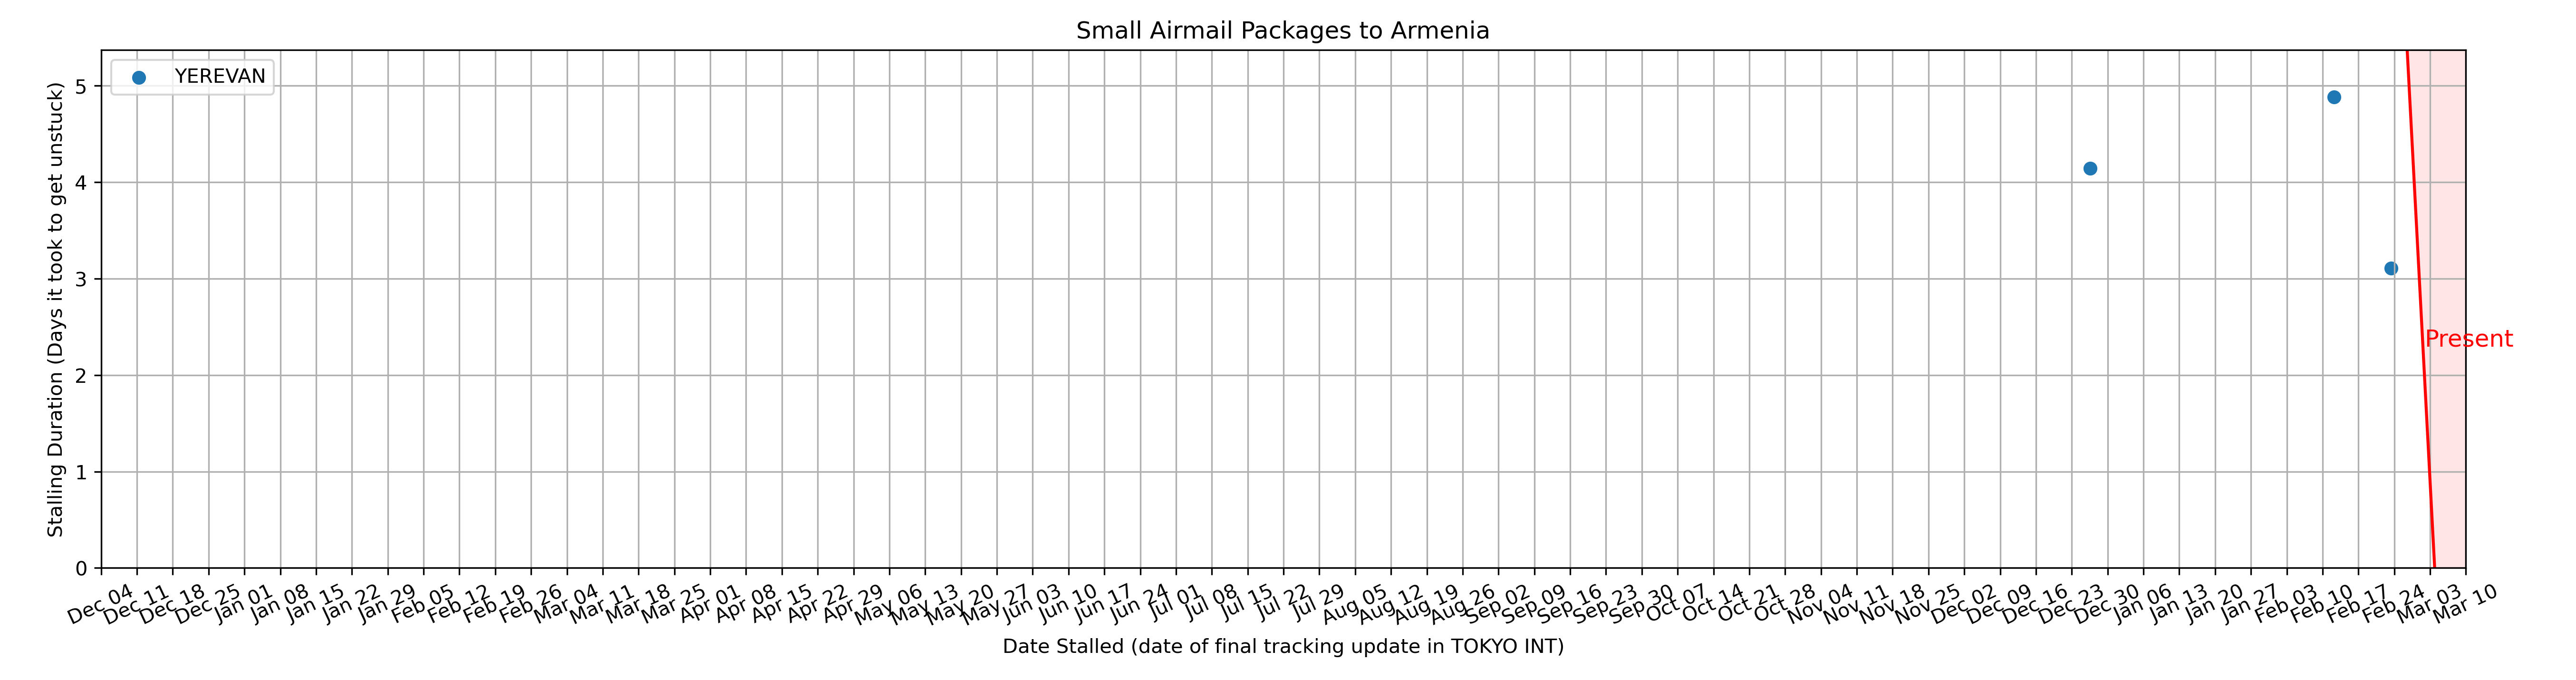 Small Airmail Packages to Armenia
YEREVAN
Stalling Duration (Days it took to get unstuck)
5
4
3
2
1
0
Present
Dec 04
Dec 11
Dec 18
Dec 25
Jan 01
Jan 08
Jan 15
Jan 22
Jan 29
Feb 05
Feb 12
Feb 19
Feb 26
Mar 04
Mar 11
Mar 18
Mar 25
Apr 01
Apr 08
Apr 15
Apr 22
Apr 29
May 06
May 13
May 20
May 27
Jun 03
Jun 10
Jun 17
Jun 24
Jul 01
Jul 08
Jul 15
Jul 22
Jul 29
Aug 05
Aug 12
Aug 19
Aug 26
Sep 02
Sep 09
Sep 16
Sep 23
Sep 30
Oct 07
Oct 14
Oct 21
Oct 28
Nov 04
Nov 11
Nov 18
Nov 25
Dec 02
Dec 09
Dec 16
Dec 23
Dec 30
Jan 06
Jan 13
Jan 20
Jan 27
Feb 03
Feb 10
Feb 17
Feb 24
Mar 03
Mar 10
Date Stalled (date of final tracking update in TOKYO INT)